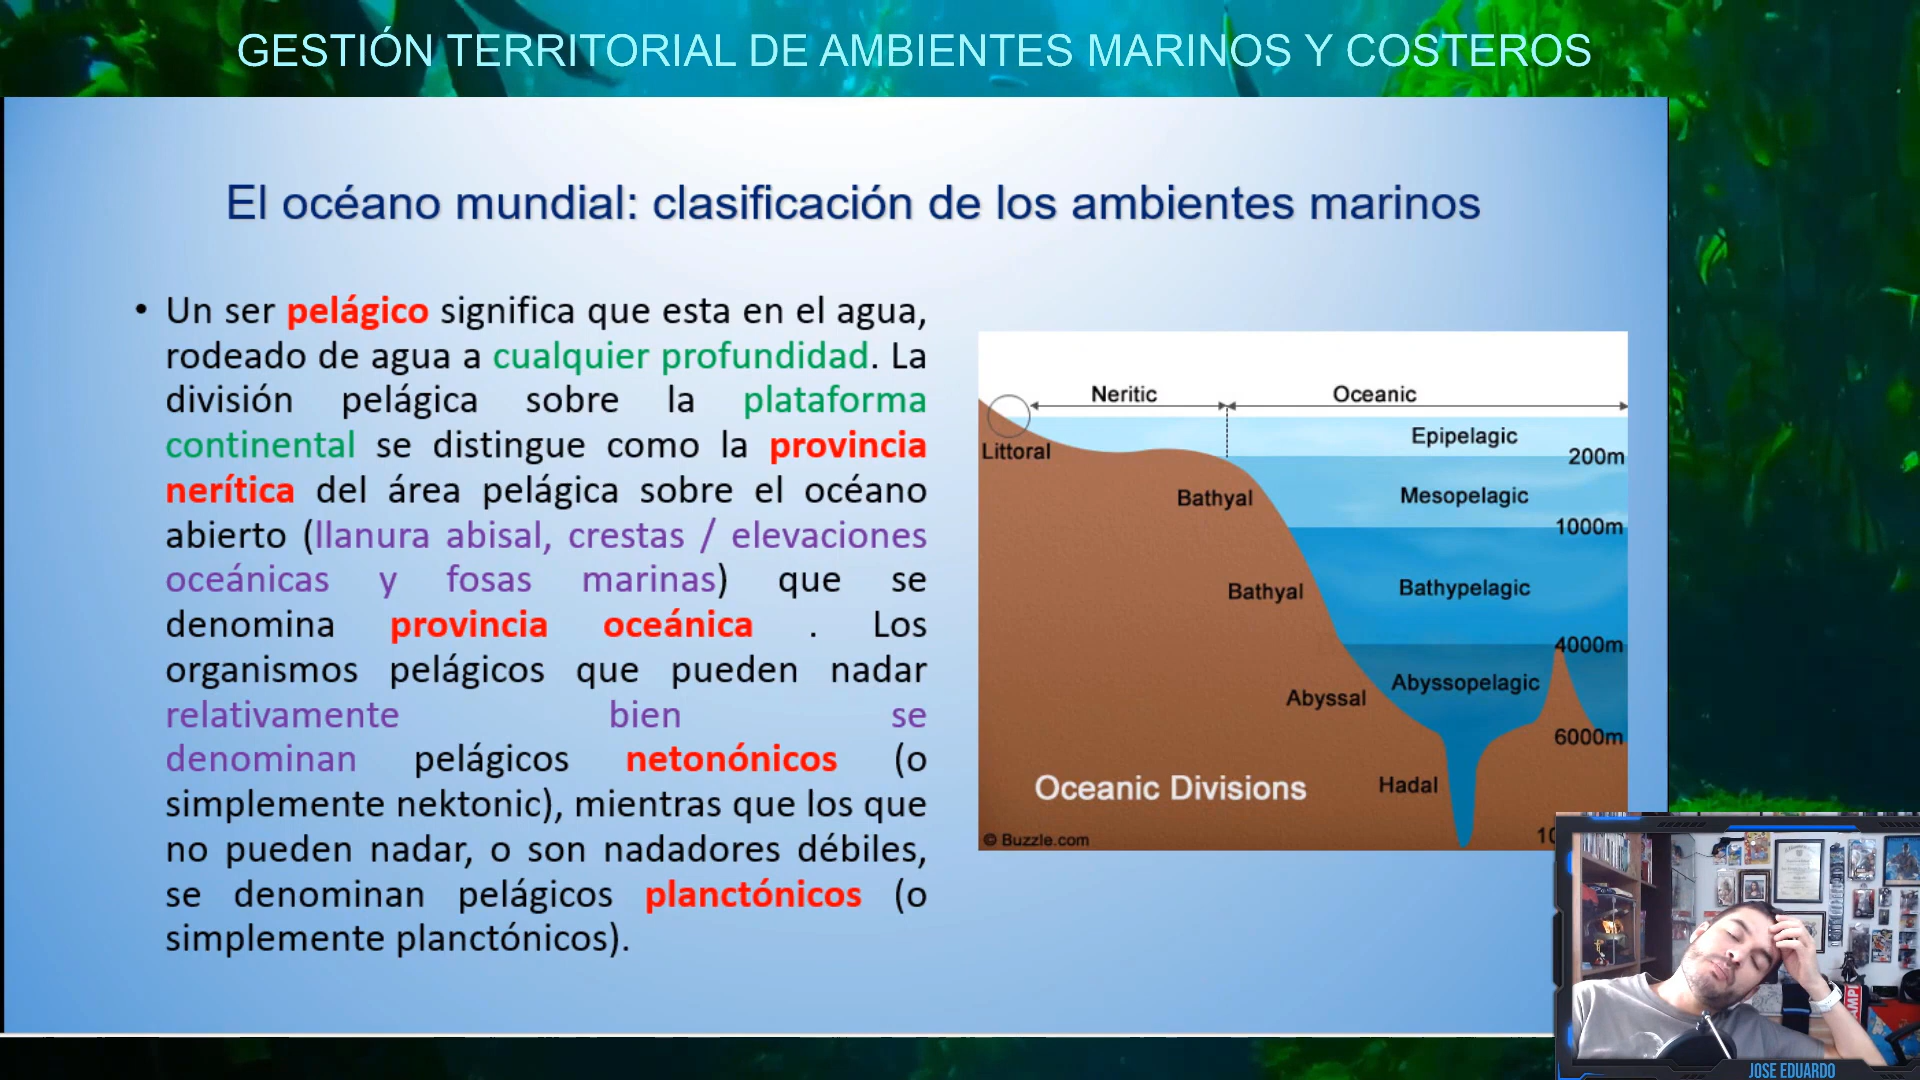 GESTIÓN TERRITORIAL DE AMBIENTES MARINOS Y COSTEROS
El océano mundial: clasificación de los ambientes marinos
• Un ser pelágico significa que esta en el agua,
rodeado de agua a cualquier profundidad. La
división pelágica sobre la plataforma
continental se distingue como la provincia
nerítica del área pelágica sobre el océano
abierto (llanura abisal, crestas / elevaciones
oceánicas y fosas marinas) que se
denomina provincia oceánica . Los
organismos pelágicos que pueden nadar
relativamente bien se
denominan pelágicos netonónicos (o
simplemente nektonic), mientras que los que
no pueden nadar, o son nadadores débiles,
se denominan pelágicos planctónicos (o
simplemente planctónicos).
Neritic
Oceanic
Littoral
Epipelagic
200m
Bathyal
Mesopelagic
1000m
Bathyal
Bathypelagic
4000m
Abyssal
Abyssopelagic
6000m
Hadal
Oceanic Divisions
© Buzzle.com
JOSE EDUARDO